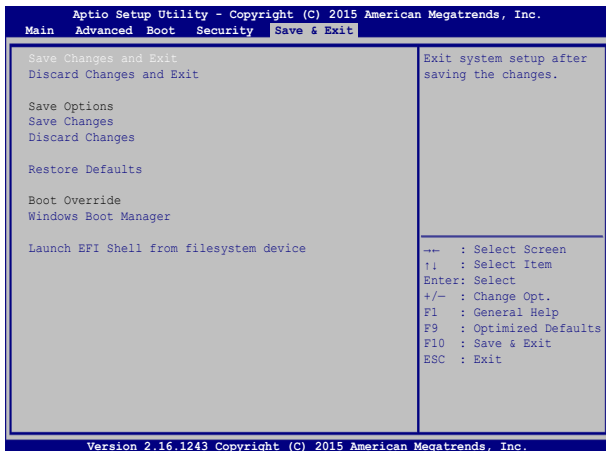 Aptio Setup Utility - Copyright (C) 2015 American Megatrends, Inc.
Main Advanced Boot Security Save & Exit
Save Changes and Exit
Discard Changes and Exit
Save Options
Save Changes
Discard Changes
Restore Defaults
Boot Override
Windows Boot Manager
Launch EFI Shell from filesystem device
Exit system setup after
saving the changes.
→← : Select Screen
↑↓ : Select Item
Enter: Select
+/— : Change Opt.
F1 : General Help
F9 : Optimized Defaults
F10 : Save & Exit
ESC : Exit
Version 2.16.1243 Copyright (C) 2015 American Megatrends, Inc.